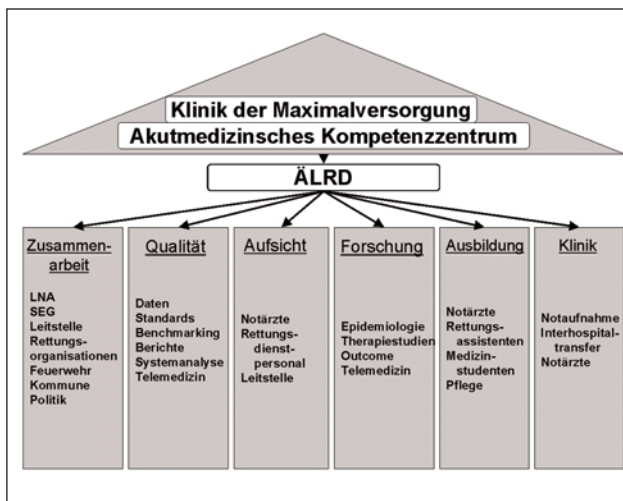 Klinik der Maximalversorgung
Akutmedizinsches Kompetenzzentrum
ÄLRD
Zusammen-
arbeit
LNA
SEG
Leitstelle
Rettungs-
organisationen
Feuerwehr
Kommune
Politik
Qualität
Daten
Standards
Benchmarking
Berichte
Systemanalyse
Telemedizin
Aufsicht
Notärzte
Rettungs-
dienst-
personal
Leitstelle
Forschung
Epidemiologie
Therapiestudien
Outcome
Telemedizin
Ausbildung
Notärzte
Rettungs-
assistenten
Medizin-
studenten
Pflege
Klinik
Notaufnahme
Interhospital-
transfer
Notärzte